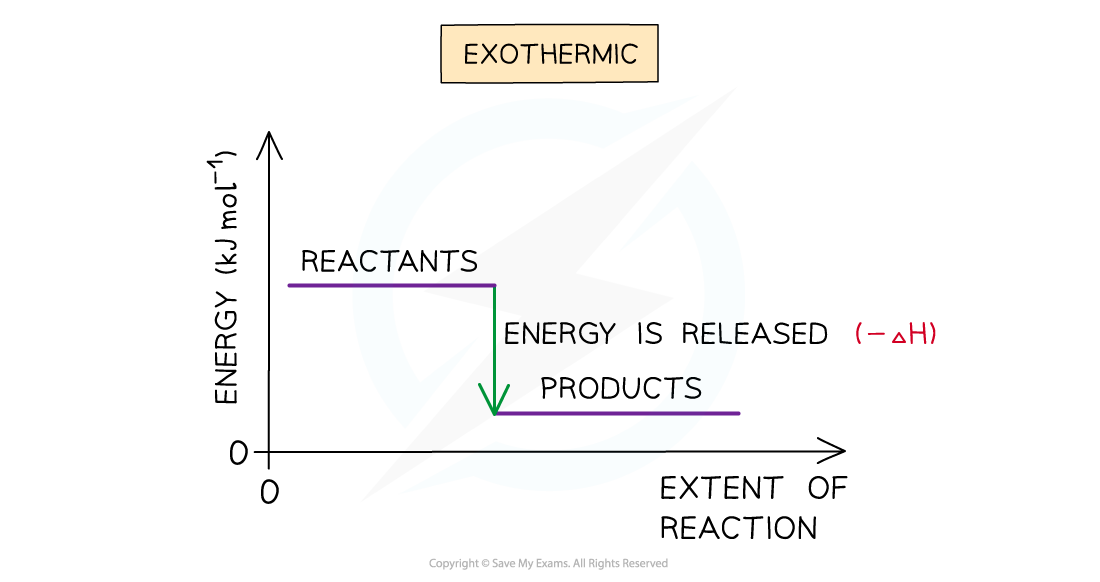 EXOTHERMIC
ENERGY (kJ mol⁻¹)
REACTANTS
ENERGY IS RELEASED (−△H)
PRODUCTS
0
0
EXTENT OF
REACTION
Copyright © Save My Exams. All Rights Reserved